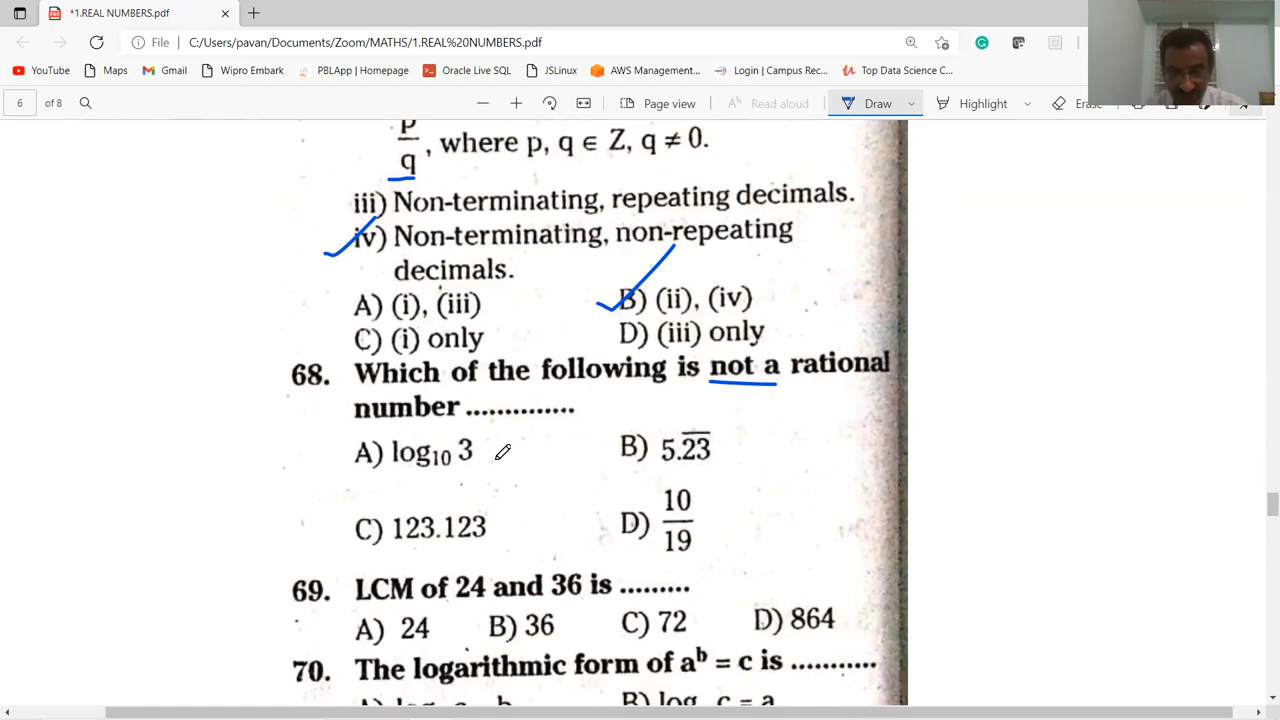 *1.REAL NUMBERS.pdf
File C:/Users/pavan/Documents/Zoom/MATHS/1.REAL%20NUMBERS.pdf
YouTube Maps Gmail Wipro Embark.. PBLApp | Homepage Oracle Live SQL JSLinux AWS Management... Login | Campus Rec... Top Data Science C...
6 of 8 Page view Read aloud Draw Highlight Erase
p
q , where p, q ∈ Z, q ≠ 0.
iii) Non-terminating, repeating decimals.
iv) Non-terminating, non-repeating
decimals.
A) (i), (iii) B) (ii), (iv)
C) (i) only D) (iii) only
68. Which of the following is not a rational
number ..............
A) log₁₀ 3 B) 5.2̅3̅
C) 123.123 D) 10/19
69. LCM of 24 and 36 is .........
A) 24 B) 36 C) 72 D) 864
70. The logarithmic form of aᵇ = c is ...........